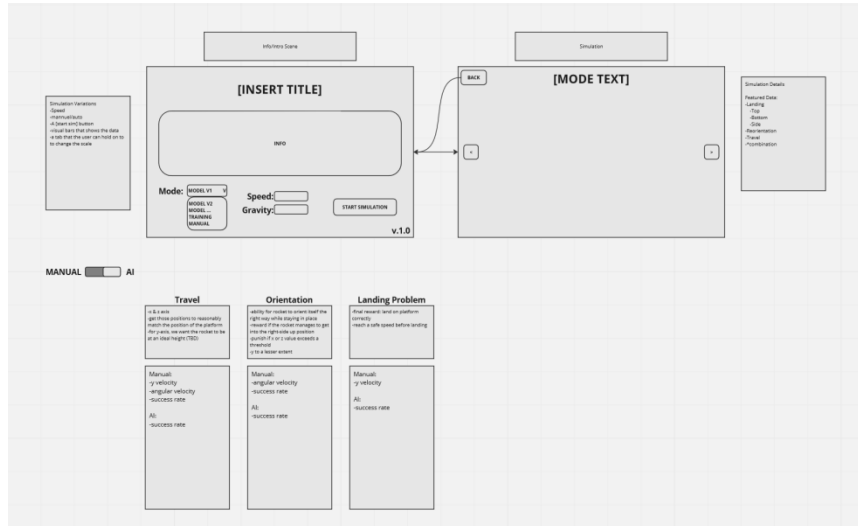 Info/Intro Scene
Simulation
Simulation Variations
-Speed
-manual/auto
-A [start sim] button
-visual bars that shows the data
-a tab that the user can hold on to
to change the scale
[INSERT TITLE]
INFO
Mode:
MODEL V1 V
MODEL V2
MODEL ...
TRAINING
MANUAL
Speed:
Gravity:
START SIMULATION
v.1.0
BACK
[MODE TEXT]
<
>
Simulation Details
Featured Data:
-Landing
-Top
-Bottom
-Side
-Reorientation
-Travel
-*combination
MANUAL
AI
Travel
-x & z axis
-get those positions to reasonably
match the position of the platform
-for y-axis, we want the rocket to be
at an ideal height (TBD)
Orientation
-ability for rocket to orient itself the
right way while staying in place
-reward if the rocket manages to get
into the right-side up position
-punish if x or z value exceeds a
threshold
-y to a lesser extent
Landing Problem
-final reward: land on platform
correctly
-reach a safe speed before landing
Manual:
-y velocity
-angular velocity
-success rate
AI:
-success rate
Manual:
-angular velocity
-success rate
AI:
-success rate
Manual:
-y velocity
AI:
-success rate